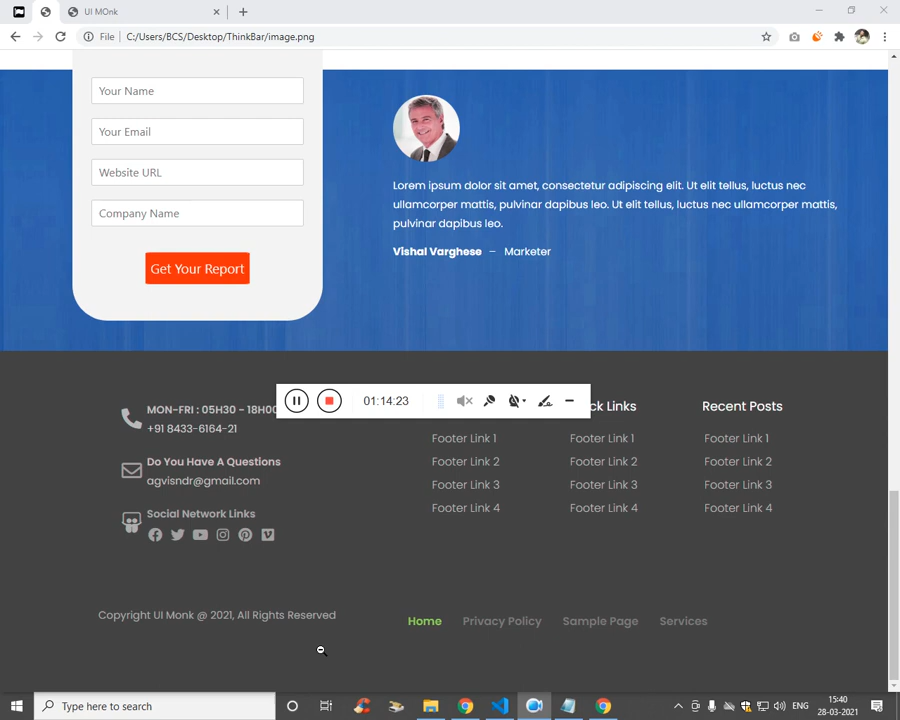 UI MOnk
File
C:/Users/BCS/Desktop/ThinkBar/image.png
Your Name
Your Email
Website URL
Company Name
Get Your Report
Lorem ipsum dolor sit amet, consectetur adipiscing elit. Ut elit tellus, luctus nec
ullamcorper mattis, pulvinar dapibus leo. Ut elit tellus, luctus nec ullamcorper mattis,
pulvinar dapibus leo.
Vishal Varghese – Marketer
01:14:23
MON-FRI : 05H30 - 18H00
+91 8433-6164-21
Do You Have A Questions
agvisndr@gmail.com
Social Network Links
Footer Link 1
Footer Link 2
Footer Link 3
Footer Link 4
ck Links
Footer Link 1
Footer Link 2
Footer Link 3
Footer Link 4
Recent Posts
Footer Link 1
Footer Link 2
Footer Link 3
Footer Link 4
Copyright UI Monk @ 2021, All Rights Reserved
Home
Privacy Policy
Sample Page
Services
Type here to search
ENG
15:40
28-03-2021